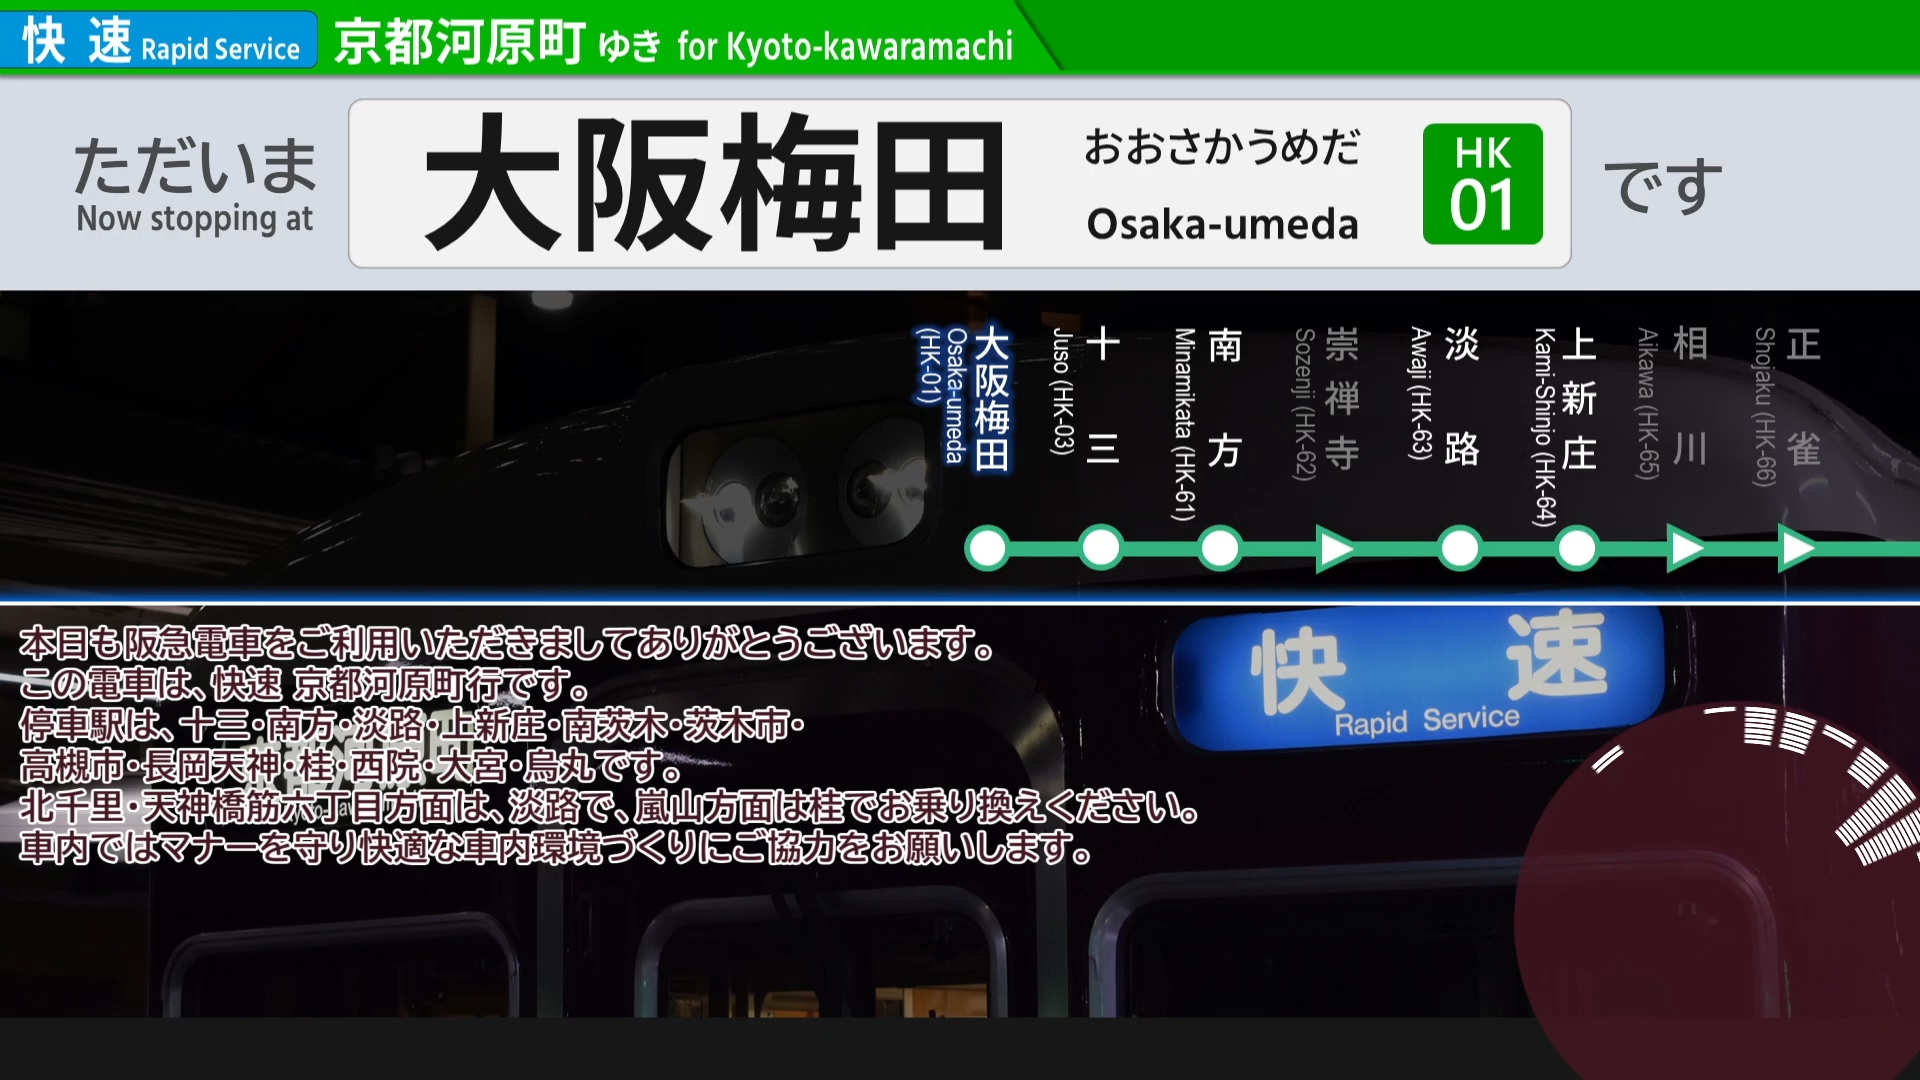 快 速 Rapid Service 京都河原町 ゆき for Kyoto-kawaramachi
ただいま
Now stopping at
大阪梅田
おおさかうめだ
Osaka-umeda
HK
01
です
大阪梅田
Osaka-umeda
(HK-01)
十三
Juso (HK-03)
南方
Minamikata (HK-61)
崇禅寺
Sozenji (HK-62)
淡路
Awaji (HK-63)
上新庄
Kami-Shinjo (HK-64)
相川
Aikawa (HK-65)
正雀
Shojaku (HK-66)
本日も阪急電車をご利用いただきましてありがとうございます。
この電車は、快速 京都河原町行です。
停車駅は、十三・南方・淡路・上新庄・南茨木・茨木市・
高槻市・長岡天神・桂・西院・大宮・烏丸です。
北千里・天神橋筋六丁目方面は、淡路で、嵐山方面は桂でお乗り換えください。
車内ではマナーを守り快適な車内環境づくりにご協力をお願いします。
快 速
Rapid Service
京都河原町